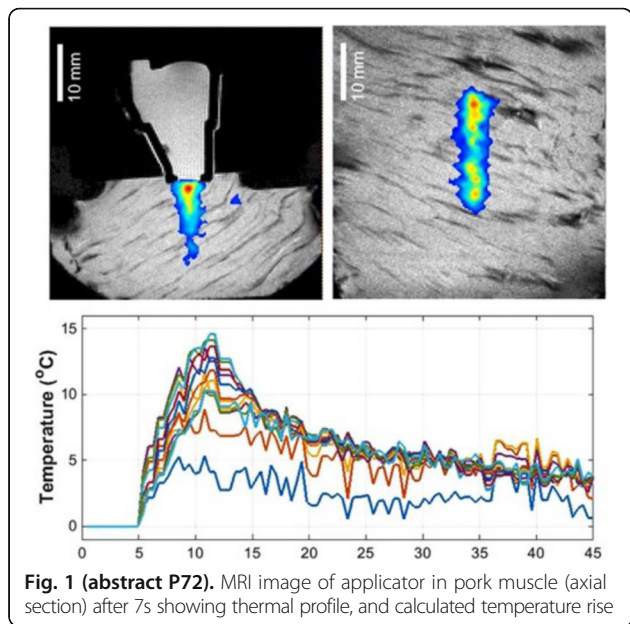 10 mm
10 mm
Temperature (°C)
15
10
5
0
0 5 10 15 20 25 30 35 40 45
Fig. 1 (abstract P72). MRI image of applicator in pork muscle (axial
section) after 7s showing thermal profile, and calculated temperature rise